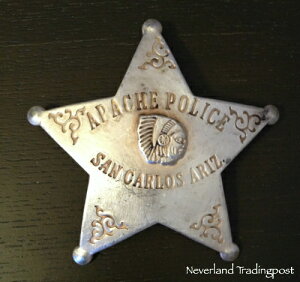 APACHE POLICE
SAN CARLOS ARIZ.
Neverland Tradingpost